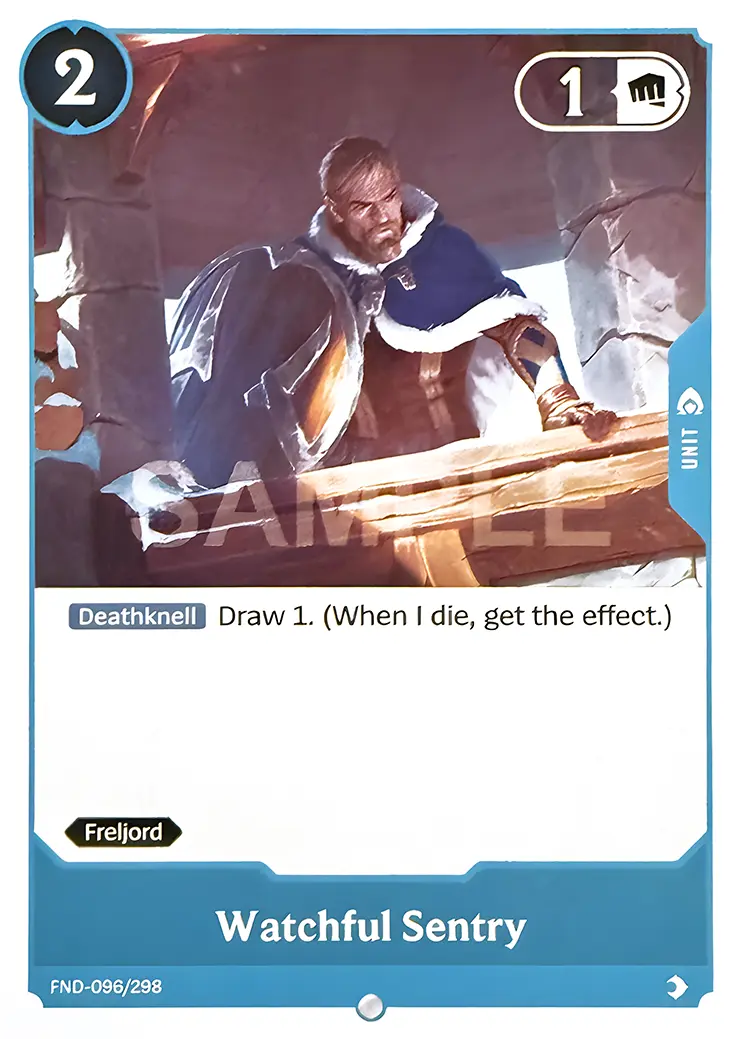 2
1
UNIT
SAMPLE
Deathknell Draw 1. (When I die, get the effect.)
Freljord
Watchful Sentry
FND-096/298